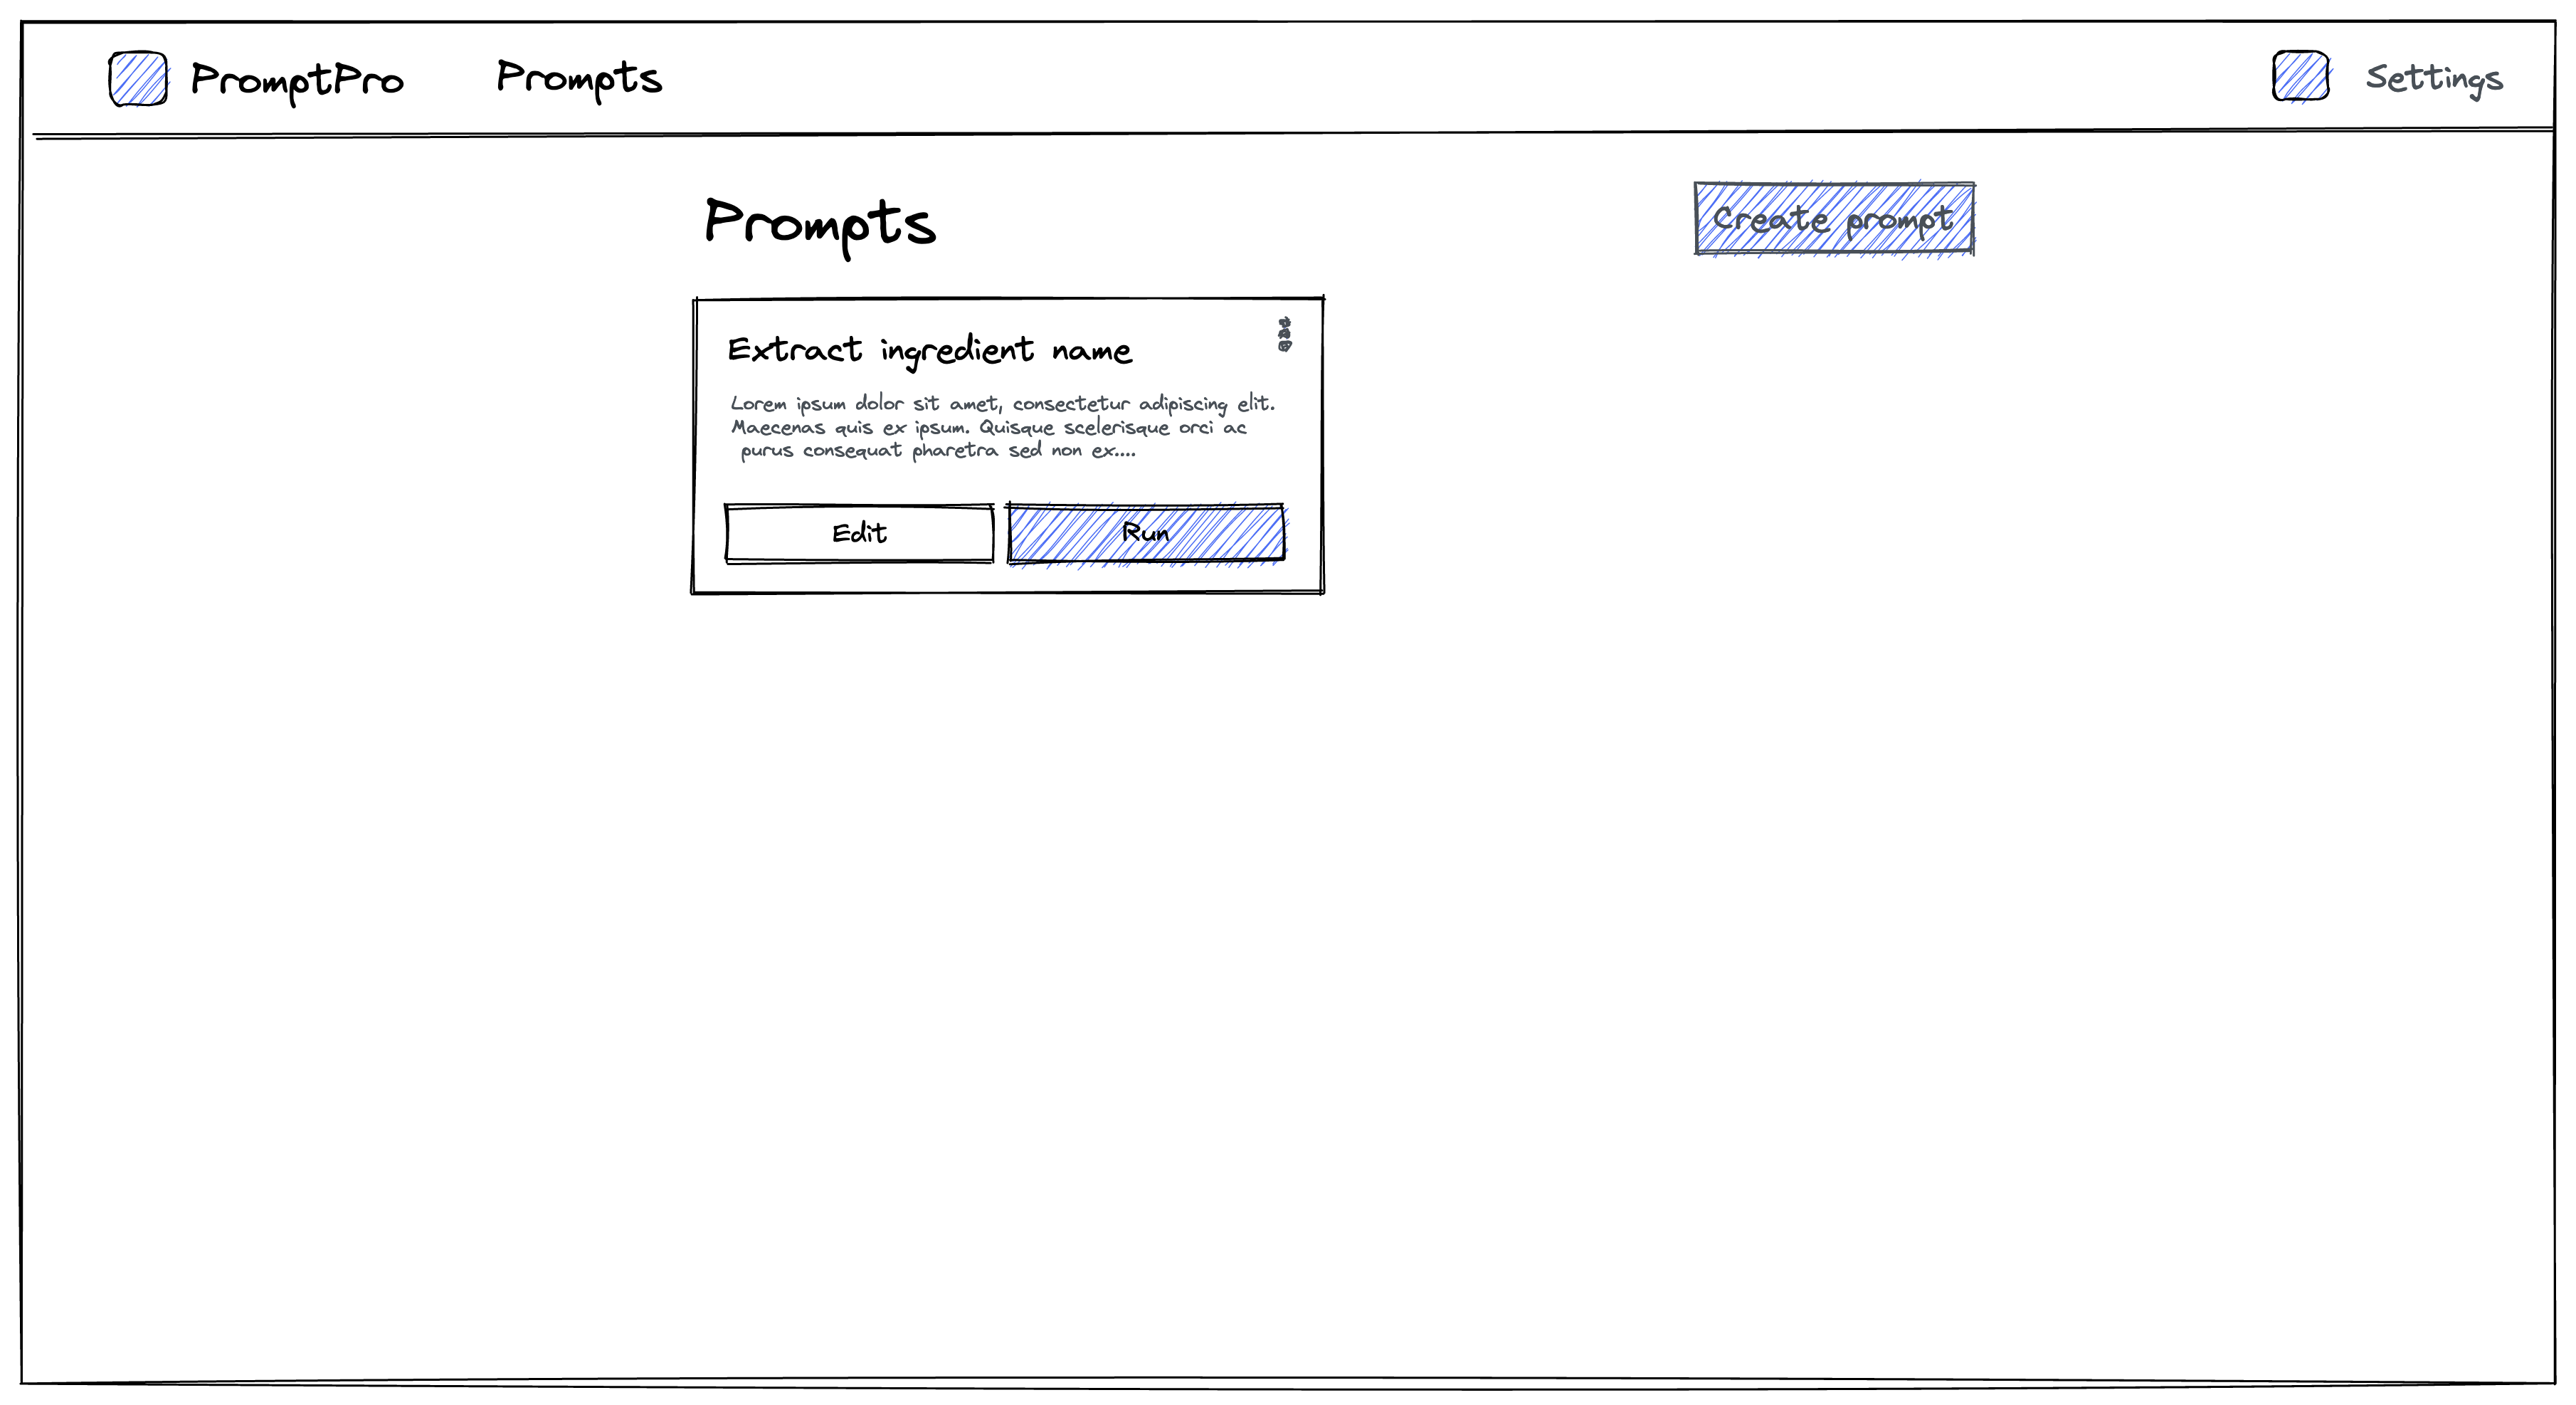 PromptPro Prompts Settings
Prompts Create prompt
Extract ingredient name
Lorem ipsum dolor sit amet, consectetur adipiscing elit.
Maecenas quis ex ipsum. Quisque scelerisque orci ac
purus consequat pharetra sed non ex....
Edit Run